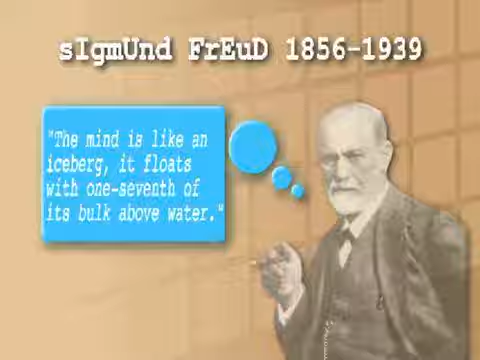 sIgmUnd FrEuD 1856-1939
"The mind is like an
iceberg, it floats
with one-seventh of
its bulk above water."